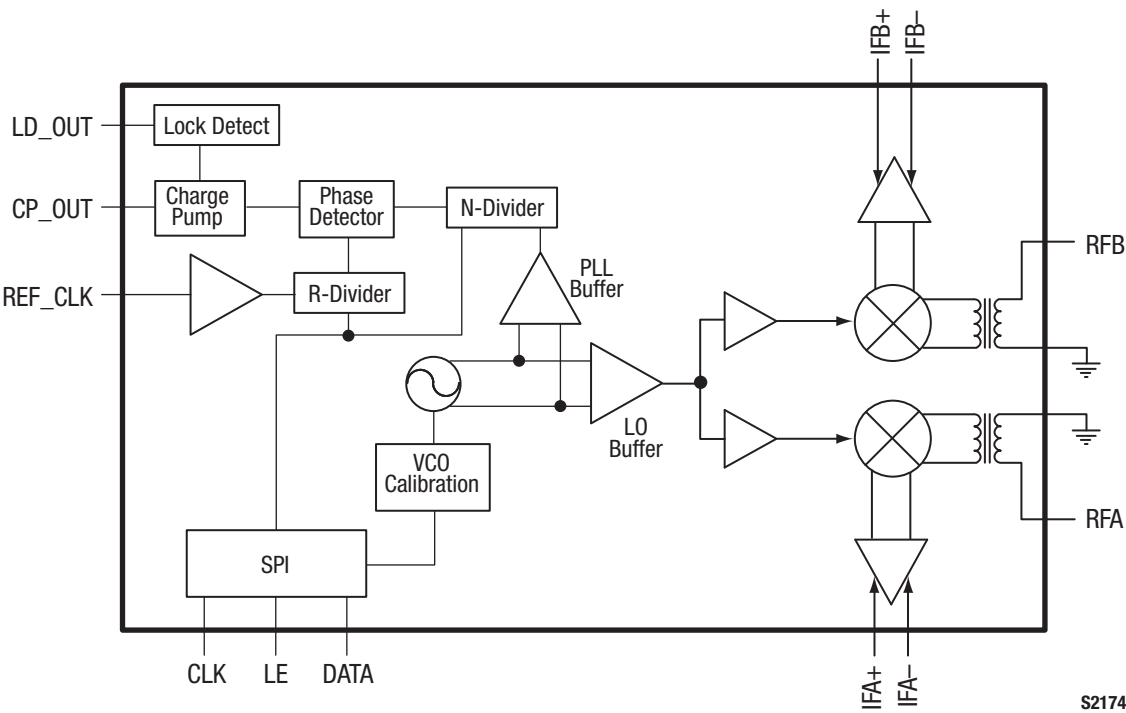 IFB+
IFB–
LD_OUT
Lock Detect
CP_OUT
Charge
Pump
Phase
Detector
N-Divider
RFB
REF_CLK
R-Divider
PLL
Buffer
LO
Buffer
VCO
Calibration
RFA
SPI
CLK
LE
DATA
IFA+
IFA–
S2174